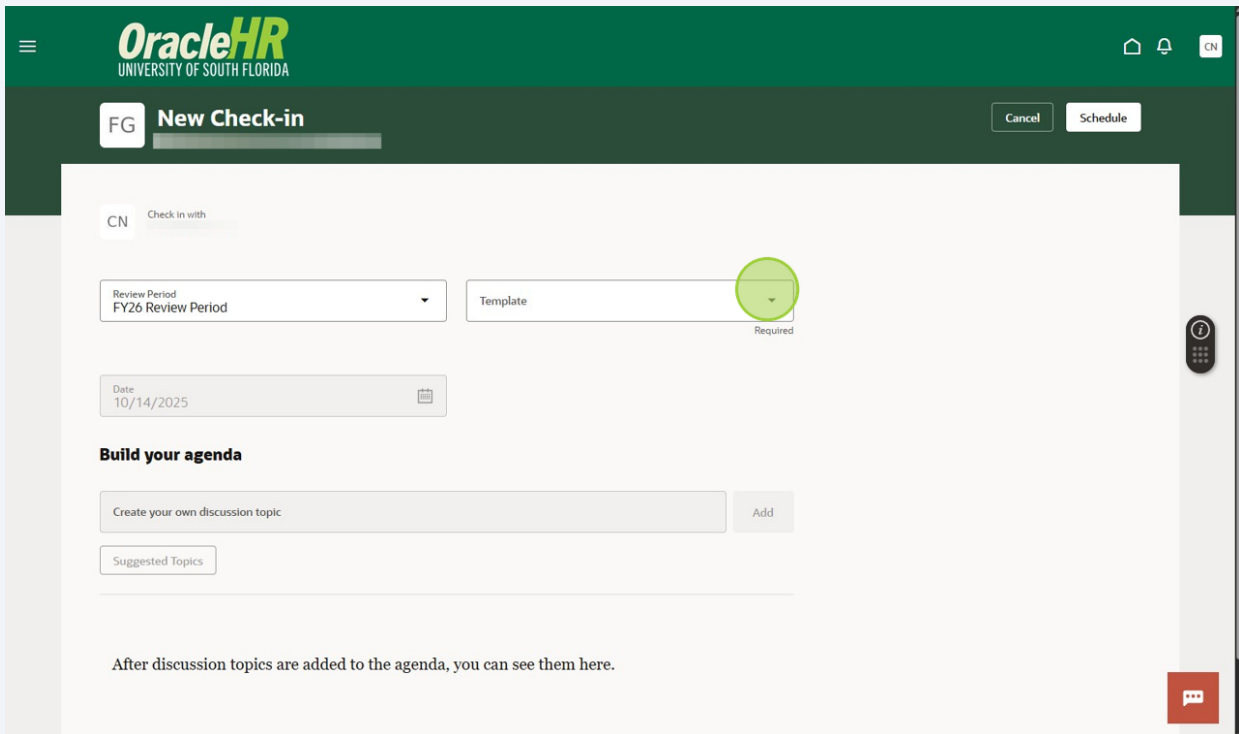 OracleHR
UNIVERSITY OF SOUTH FLORIDA
CN
FG
New Check-in
Cancel
Schedule
CN
Check in with
Review Period
FY26 Review Period
Template
Required
Date
10/14/2025
Build your agenda
Create your own discussion topic
Add
Suggested Topics
After discussion topics are added to the agenda, you can see them here.